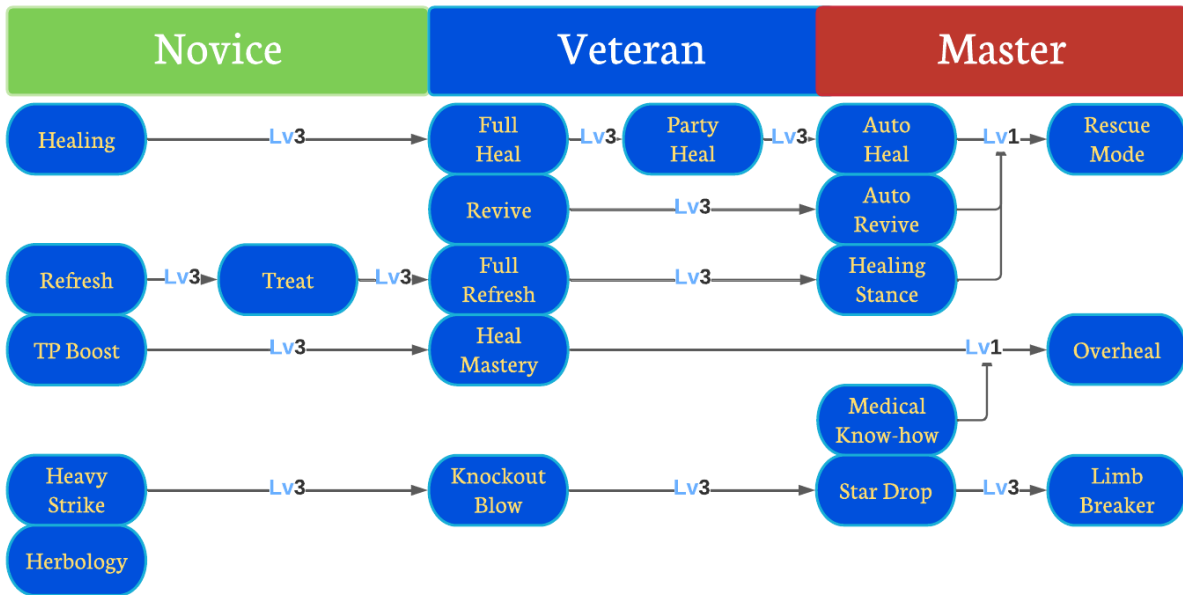 Novice Veteran Master
Healing Lv3 Full Lv3 Party Lv3 Auto Lv1 Rescue
Heal Heal Heal Mode
Revive Lv3 Auto
Revive
Refresh Lv3 Treat Lv3 Full Lv3 Healing
Refresh Stance
TP Boost Lv3 Heal Lv1 Overheal
Mastery
Medical
Know-how
Heavy Lv3 Knockout Lv3 Star Drop Lv3 Limb
Strike Blow Breaker
Herbology